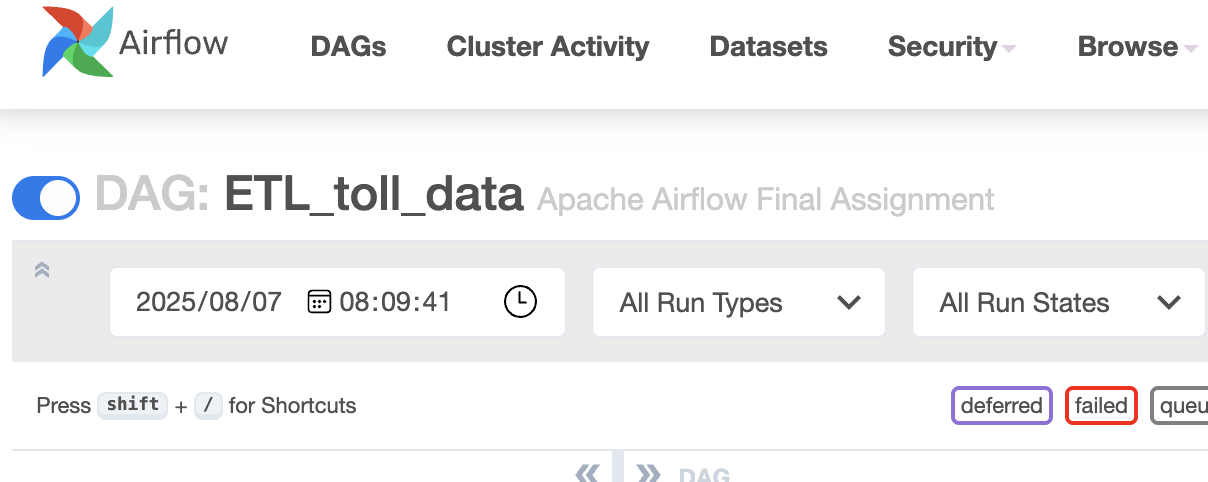 Airflow DAGs Cluster Activity Datasets Security Browse
DAG: ETL_toll_data Apache Airflow Final Assignment
2025/08/07 08:09:41 All Run Types All Run States
Press shift + / for Shortcuts deferred failed queu
DAG